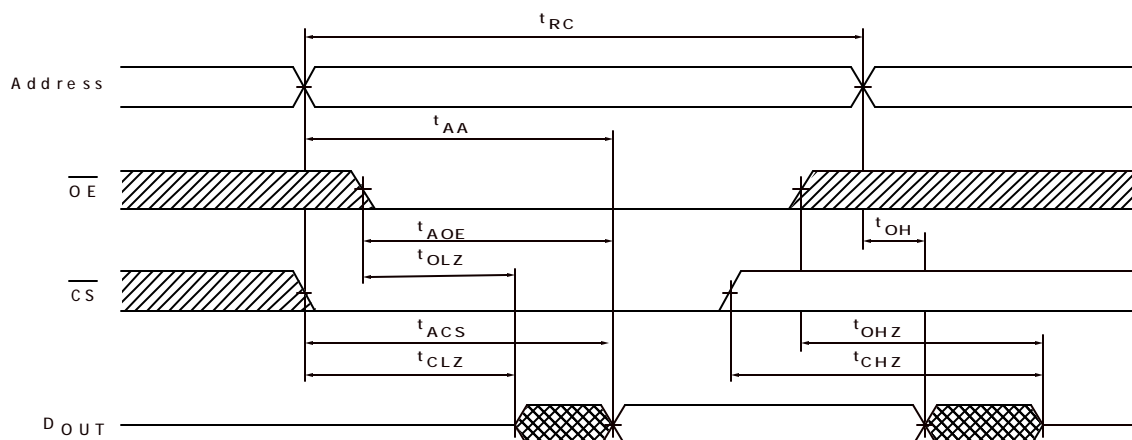 tRC
Address
tAA
OE
tAOE
tOH
tOLZ
CS
tACS
tOHZ
tCLZ
tCHZ
DOUT